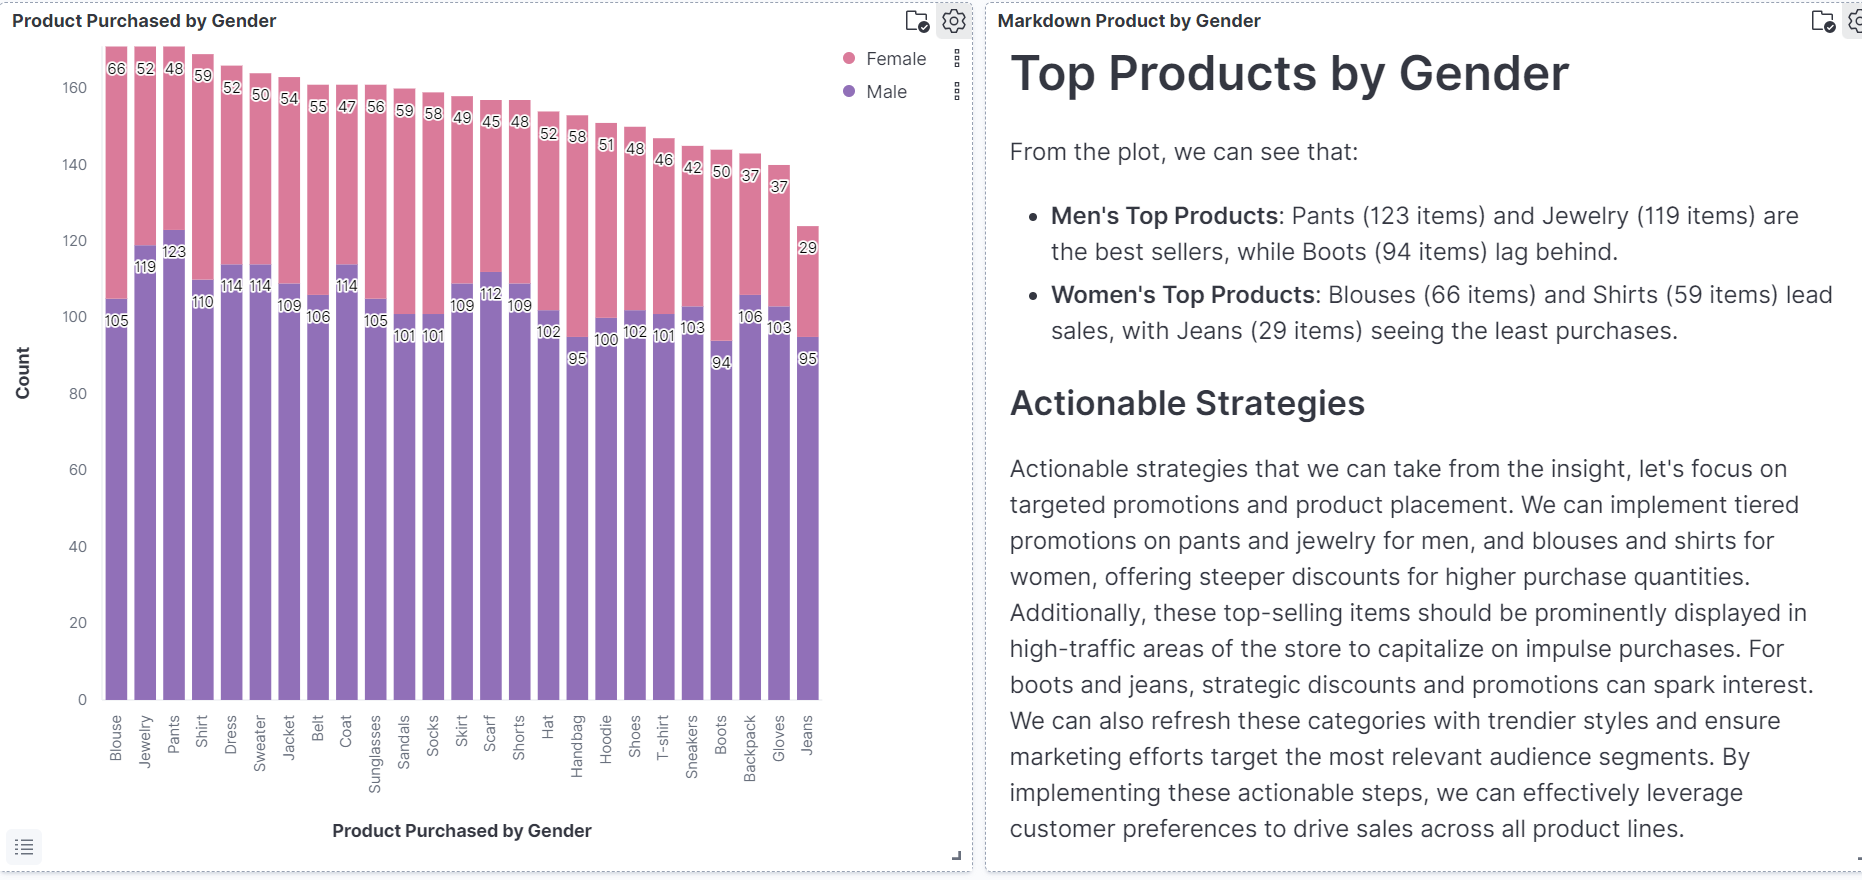 Product Purchased by Gender
Female
Male
66 52 48 59 52 50 54 55 47 56 59 58 49 45 48 52 58 51 48 46 42 50 37 37 29
105 119 123 110 114 114 109 106 114 105 101 101 109 112 109 102 95 100 102 101 103 94 106 103 95
160
140
120
100
80
60
40
20
0
Count
Blouse
Jewelry
Pants
Shirt
Dress
Sweater
Jacket
Belt
Coat
Sunglasses
Sandals
Socks
Skirt
Scarf
Shorts
Hat
Handbag
Hoodie
Shoes
T-shirt
Sneakers
Boots
Backpack
Gloves
Jeans
Product Purchased by Gender
Markdown Product by Gender
Top Products by Gender
From the plot, we can see that:
• Men's Top Products: Pants (123 items) and Jewelry (119 items) are
the best sellers, while Boots (94 items) lag behind.
• Women's Top Products: Blouses (66 items) and Shirts (59 items) lead
sales, with Jeans (29 items) seeing the least purchases.
Actionable Strategies
Actionable strategies that we can take from the insight, let's focus on
targeted promotions and product placement. We can implement tiered
promotions on pants and jewelry for men, and blouses and shirts for
women, offering steeper discounts for higher purchase quantities.
Additionally, these top-selling items should be prominently displayed in
high-traffic areas of the store to capitalize on impulse purchases. For
boots and jeans, strategic discounts and promotions can spark interest.
We can also refresh these categories with trendier styles and ensure
marketing efforts target the most relevant audience segments. By
implementing these actionable steps, we can effectively leverage
customer preferences to drive sales across all product lines.